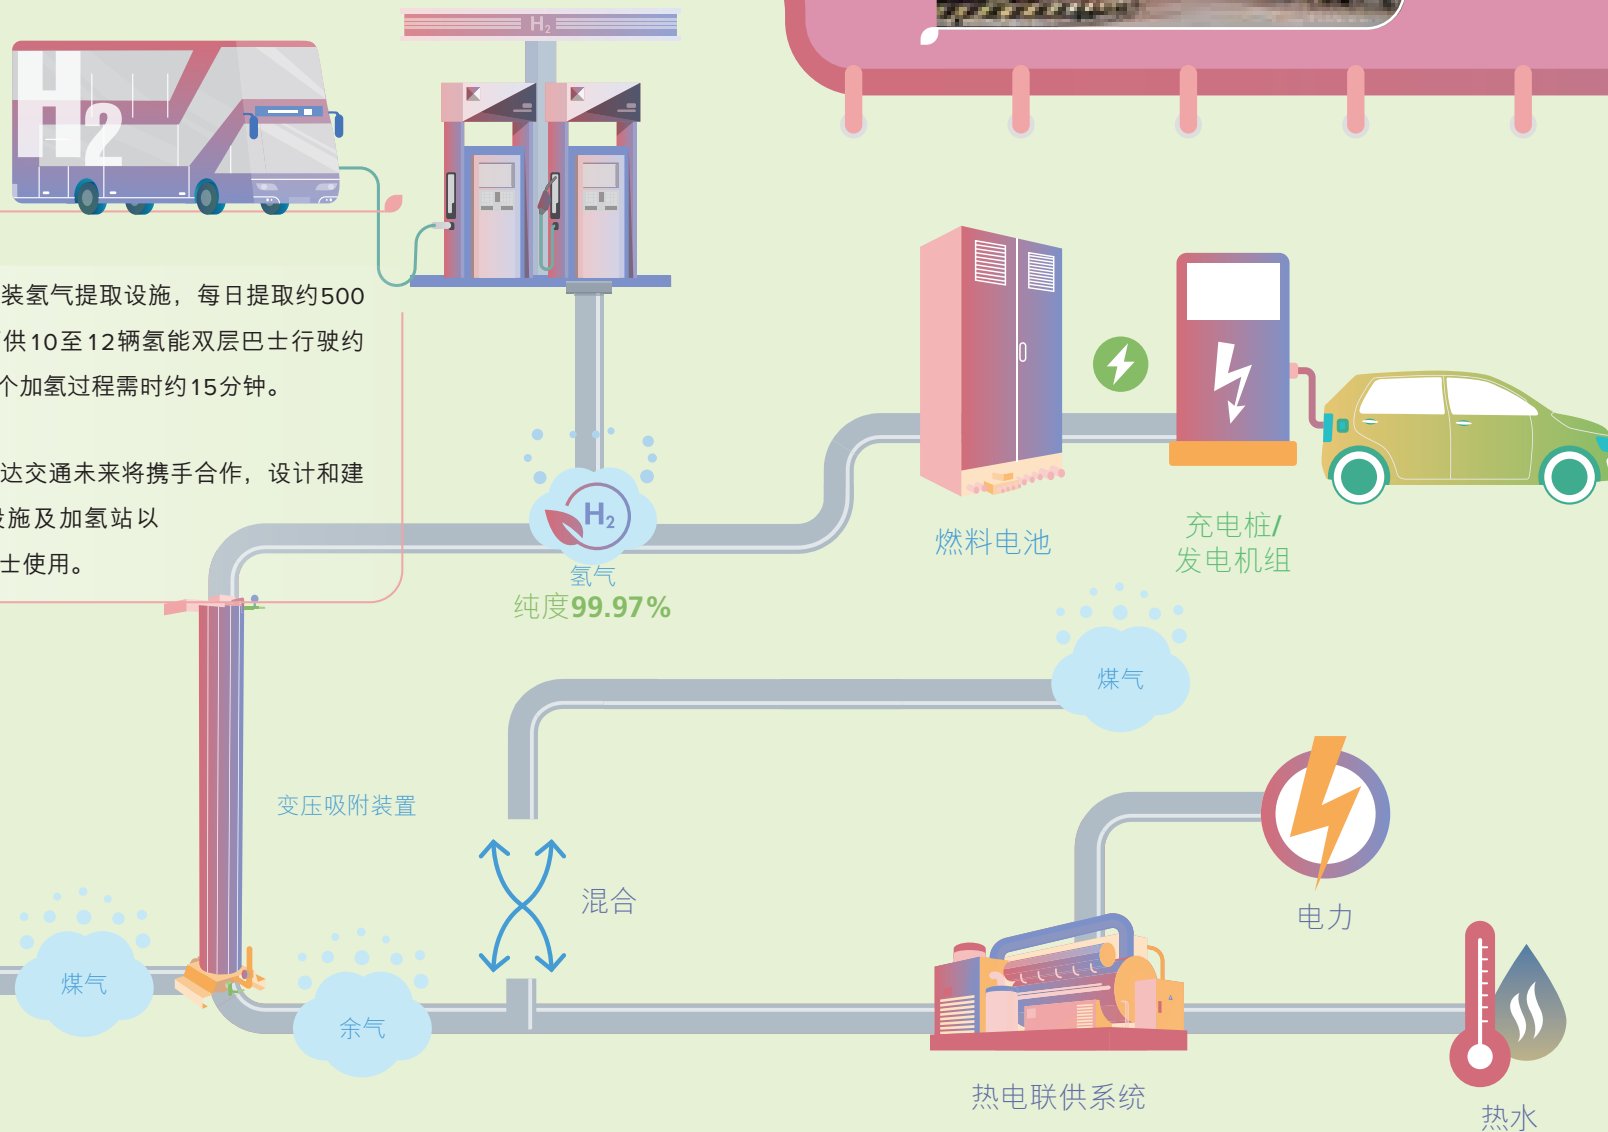 H2
H2
装氢气提取设施，每日提取约500
供10至12辆氢能双层巴士行驶约
个加氢过程需时约15分钟。
达交通未来将携手合作，设计和建
设施及加氢站以
士使用。
H2
氢气
纯度99.97%
燃料电池
充电桩/
发电机组
煤气
变压吸附装置
混合
电力
煤气
余气
热电联供系统
热水